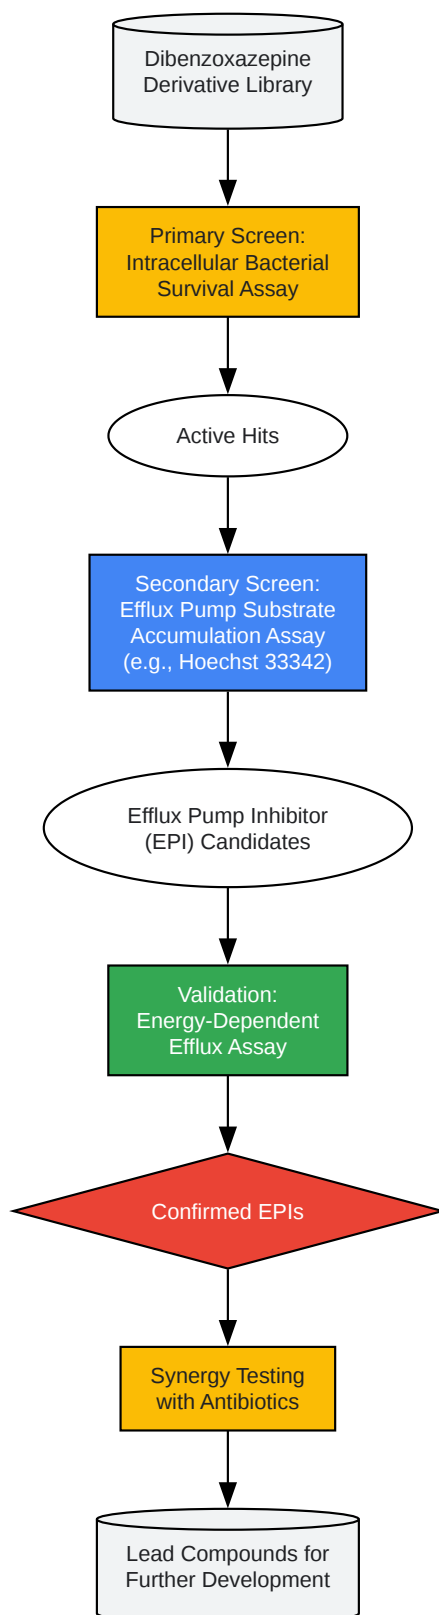 Dibenzoxazepine
Derivative Library
Primary Screen:
Intracellular Bacterial
Survival Assay
Active Hits
Secondary Screen:
Efflux Pump Substrate
Accumulation Assay
(e.g., Hoechst 33342)
Efflux Pump Inhibitor
(EPI) Candidates
Validation:
Energy-Dependent
Efflux Assay
Confirmed EPIs
Synergy Testing
with Antibiotics
Lead Compounds for
Further Development